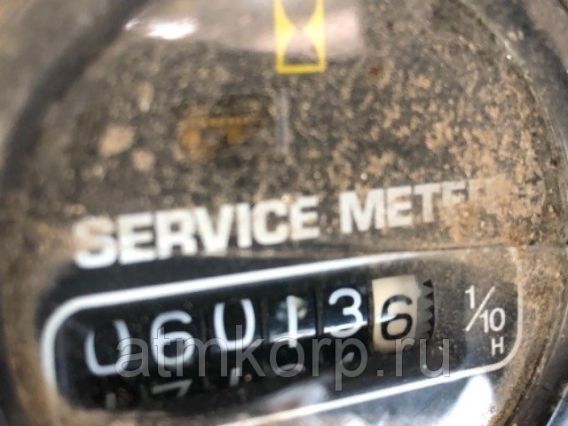 SERVICE METER
060136 1/10
H
atmkorp.ru